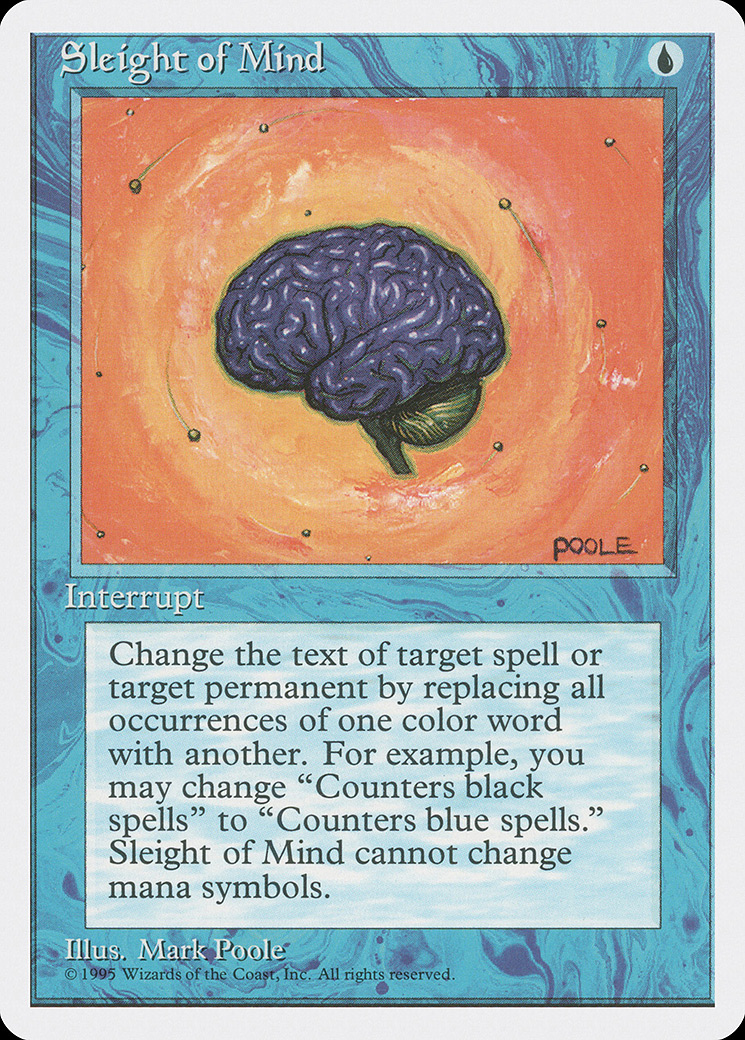 Sleight of Mind
POOLE
Interrupt
Change the text of target spell or
target permanent by replacing all
occurrences of one color word
with another. For example, you
may change “Counters black
spells” to “Counters blue spells.”
Sleight of Mind cannot change
mana symbols.
Illus. Mark Poole
© 1995 Wizards of the Coast, Inc. All rights reserved.